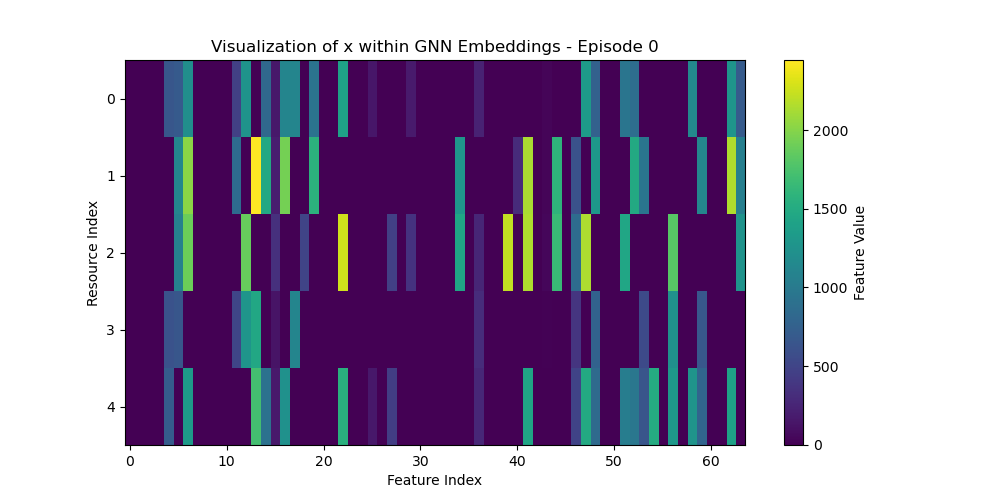 Visualization of x within GNN Embeddings - Episode 0
Resource Index
0
1
2
3
4
0 10 20 30 40 50 60
Feature Index
2000
1500
1000
500
0
Feature Value